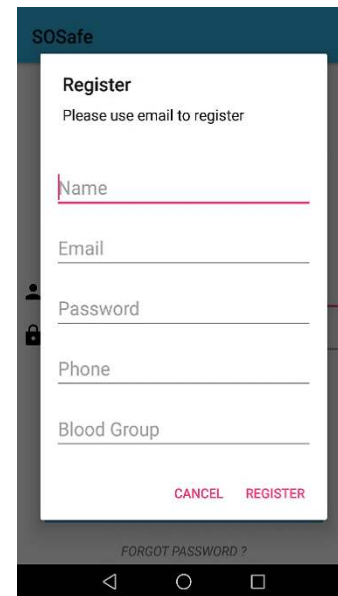 SOSafe
Register
Please use email to register
Name
Email
Password
Phone
Blood Group
CANCEL REGISTER
FORGOT PASSWORD ?